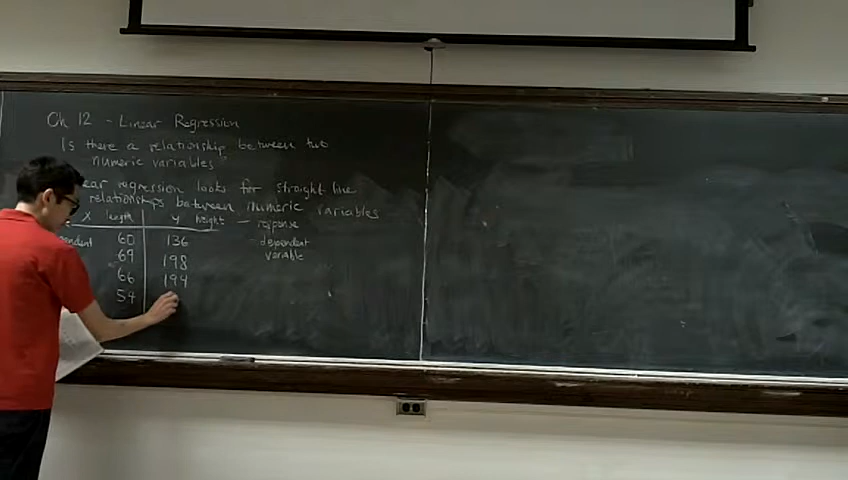 Ch 12 - Linear Regression
Is there a relationship between two
numeric variables?
ear regression looks for straight line
relationships between numeric variables
x length y height - response
pendent 60 136 - dependent
69 198 variable
66 194
54